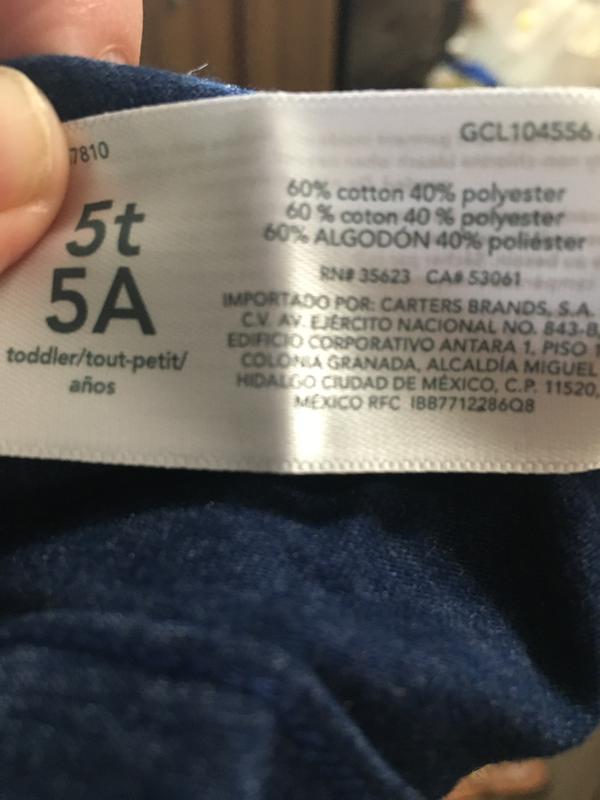 7810
GCL104556
5t
5A
toddler/tout-petit/
años
60% cotton 40% polyester
60 % coton 40 % polyester
60% ALGODÓN 40% poliéster
RN# 35623 CA# 53061
IMPORTADO POR: CARTERS BRANDS, S.A.
C.V. AV. EJÉRCITO NACIONAL NO. 843-B
EDIFICIO CORPORATIVO ANTARA 1, PISO 1
COLONIA GRANADA, ALCALDÍA MIGUEL
HIDALGO CIUDAD DE MÉXICO, C.P. 11520,
MÉXICO RFC IBB7712286Q8